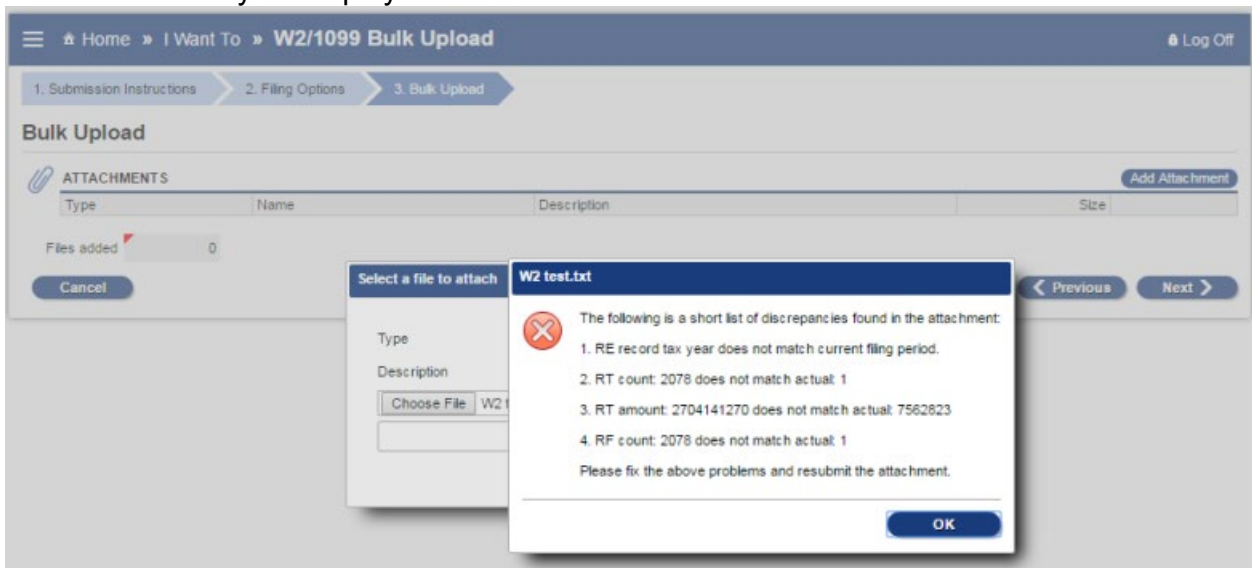 Home » I Want To » W2/1099 Bulk Upload
Log Off
1. Submission Instructions
2. Filing Options
3. Bulk Upload
Bulk Upload
ATTACHMENTS
Add Attachment
Type Name Description Size
Files added 0
Cancel
Previous
Next
Select a file to attach
Type
Description
Choose File W2
W2 test.txt
The following is a short list of discrepancies found in the attachment:
1. RE record tax year does not match current filing period.
2. RT count: 2078 does not match actual: 1
3. RT amount: 2704141270 does not match actual: 7562823
4. RF count: 2078 does not match actual: 1
Please fix the above problems and resubmit the attachment.
OK